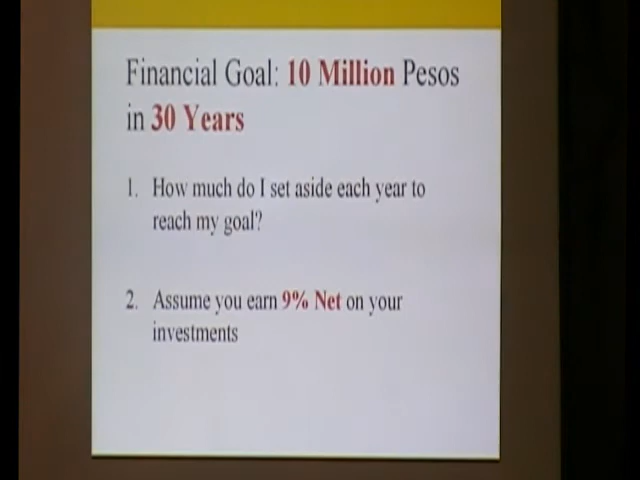 Financial Goal: 10 Million Pesos
in 30 Years
1. How much do I set aside each year to
reach my goal?
2. Assume you earn 9% Net on your
investments